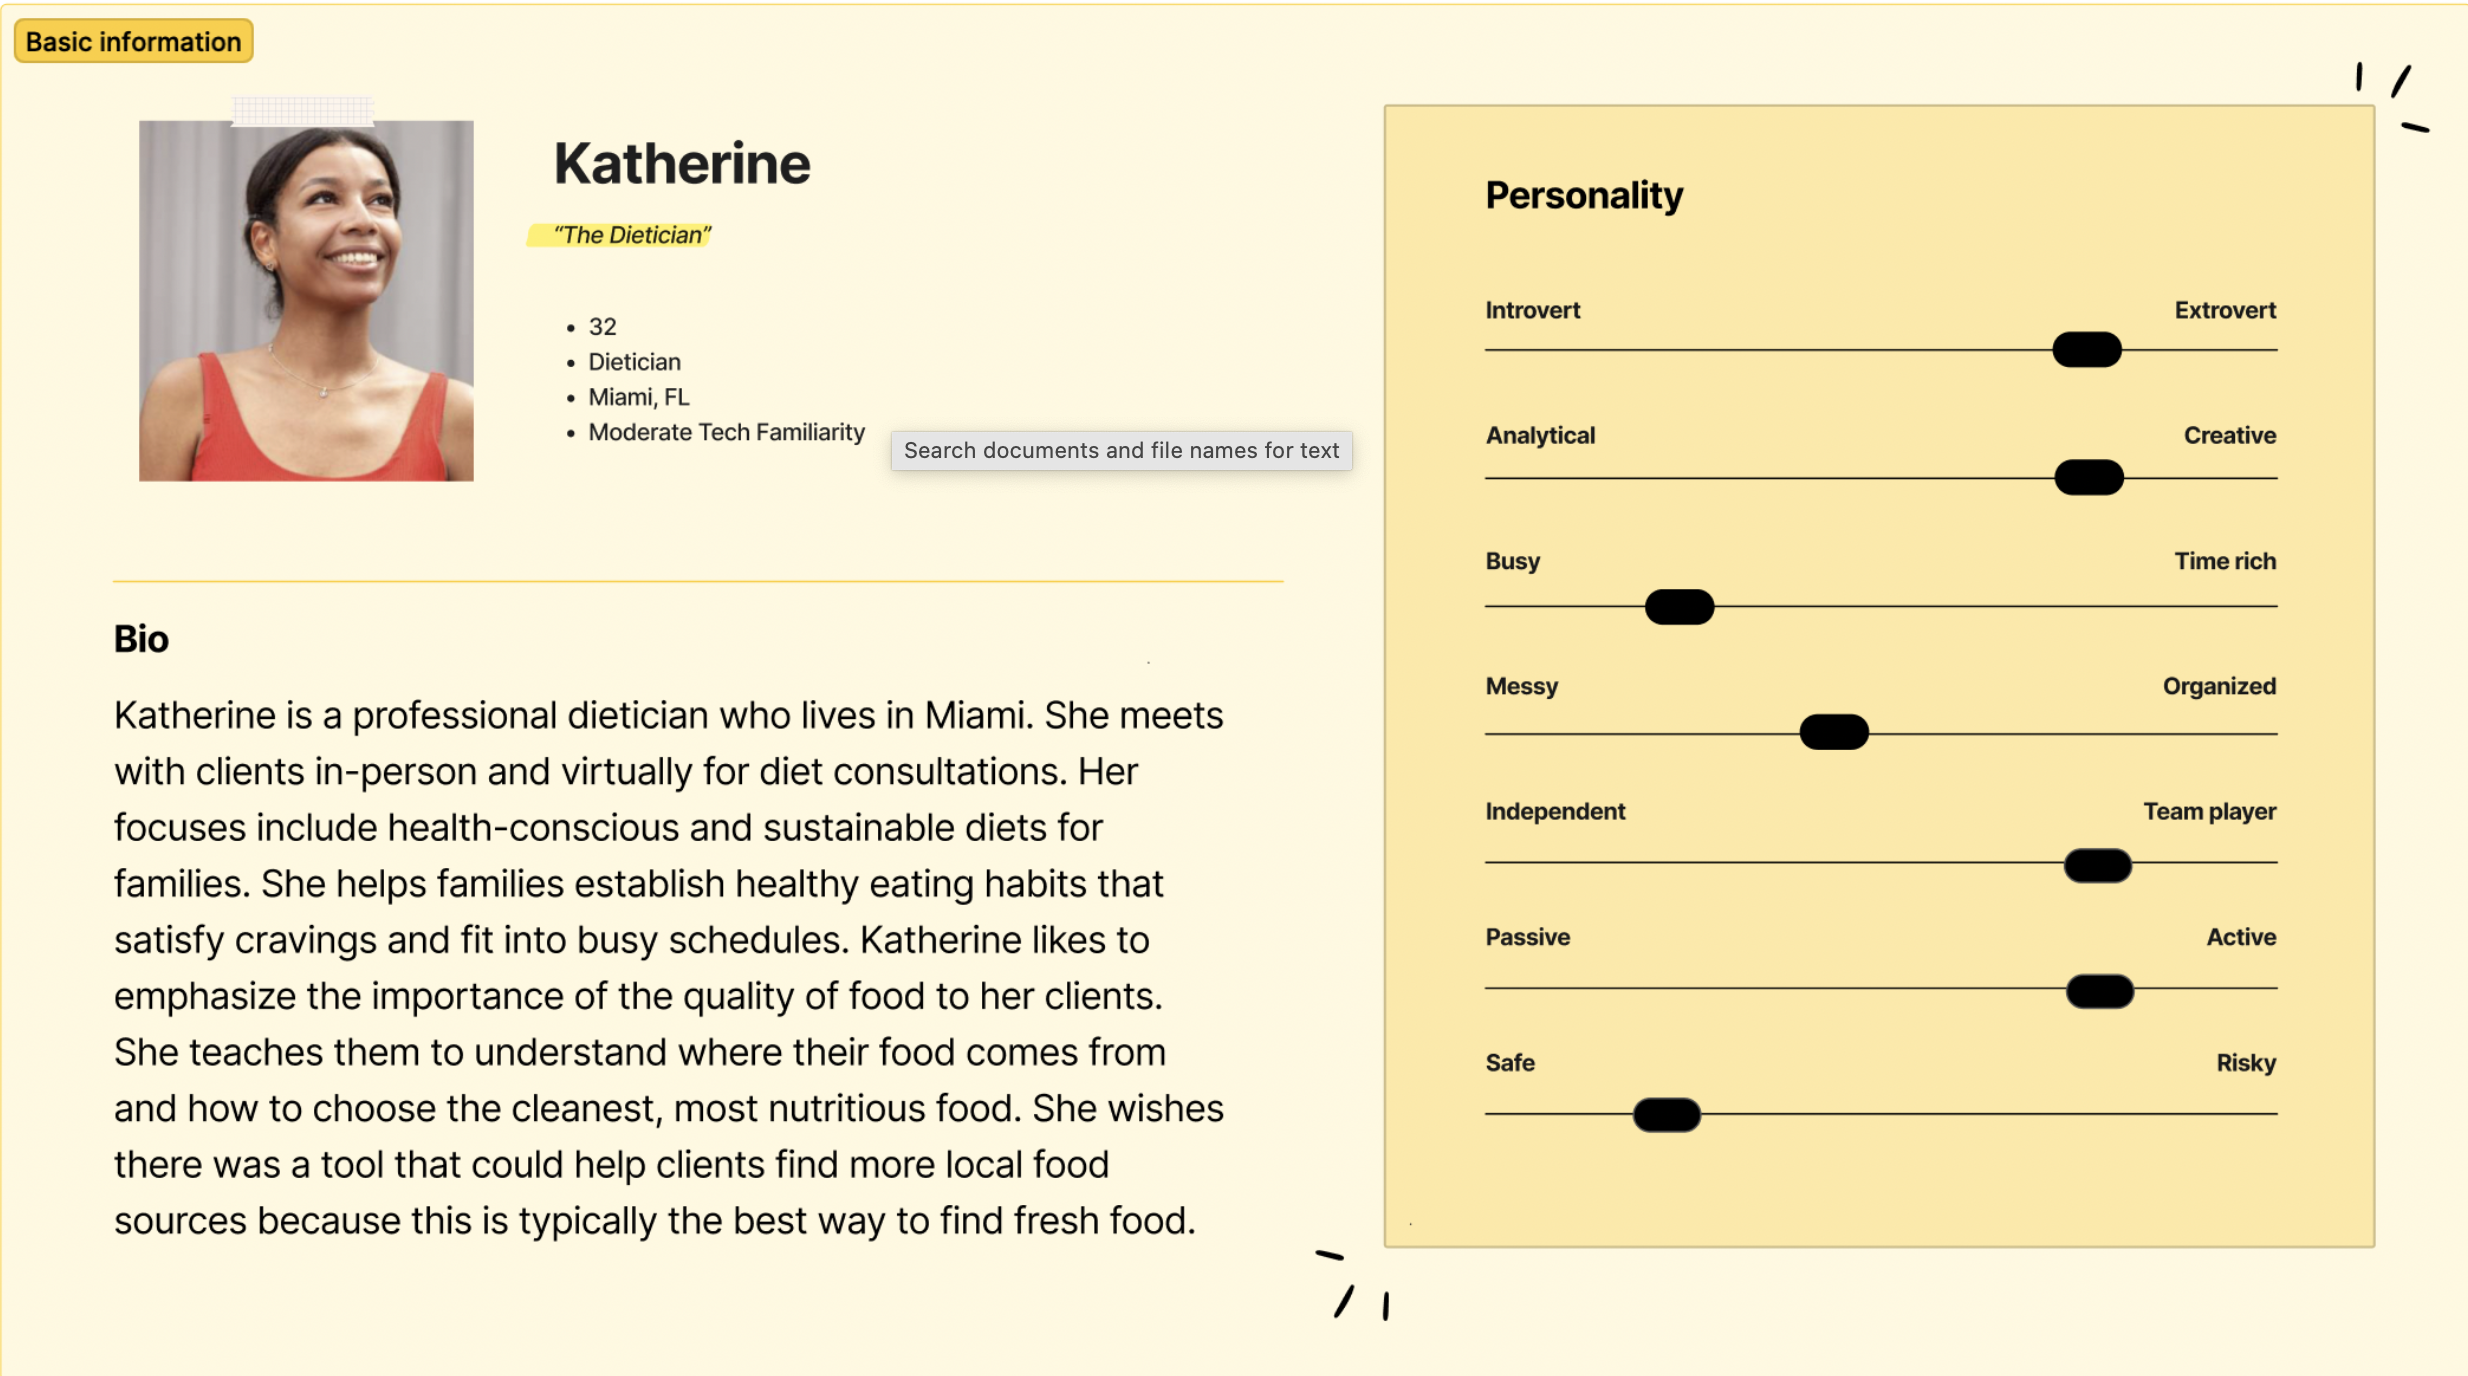 Basic information
Katherine
“The Dietician”
• 32
• Dietician
• Miami, FL
• Moderate Tech Familiarity
Search documents and file names for text
Bio
Katherine is a professional dietician who lives in Miami. She meets
with clients in-person and virtually for diet consultations. Her
focuses include health-conscious and sustainable diets for
families. She helps families establish healthy eating habits that
satisfy cravings and fit into busy schedules. Katherine likes to
emphasize the importance of the quality of food to her clients.
She teaches them to understand where their food comes from
and how to choose the cleanest, most nutritious food. She wishes
there was a tool that could help clients find more local food
sources because this is typically the best way to find fresh food.
Personality
Introvert Extrovert
Analytical Creative
Busy Time rich
Messy Organized
Independent Team player
Passive Active
Safe Risky